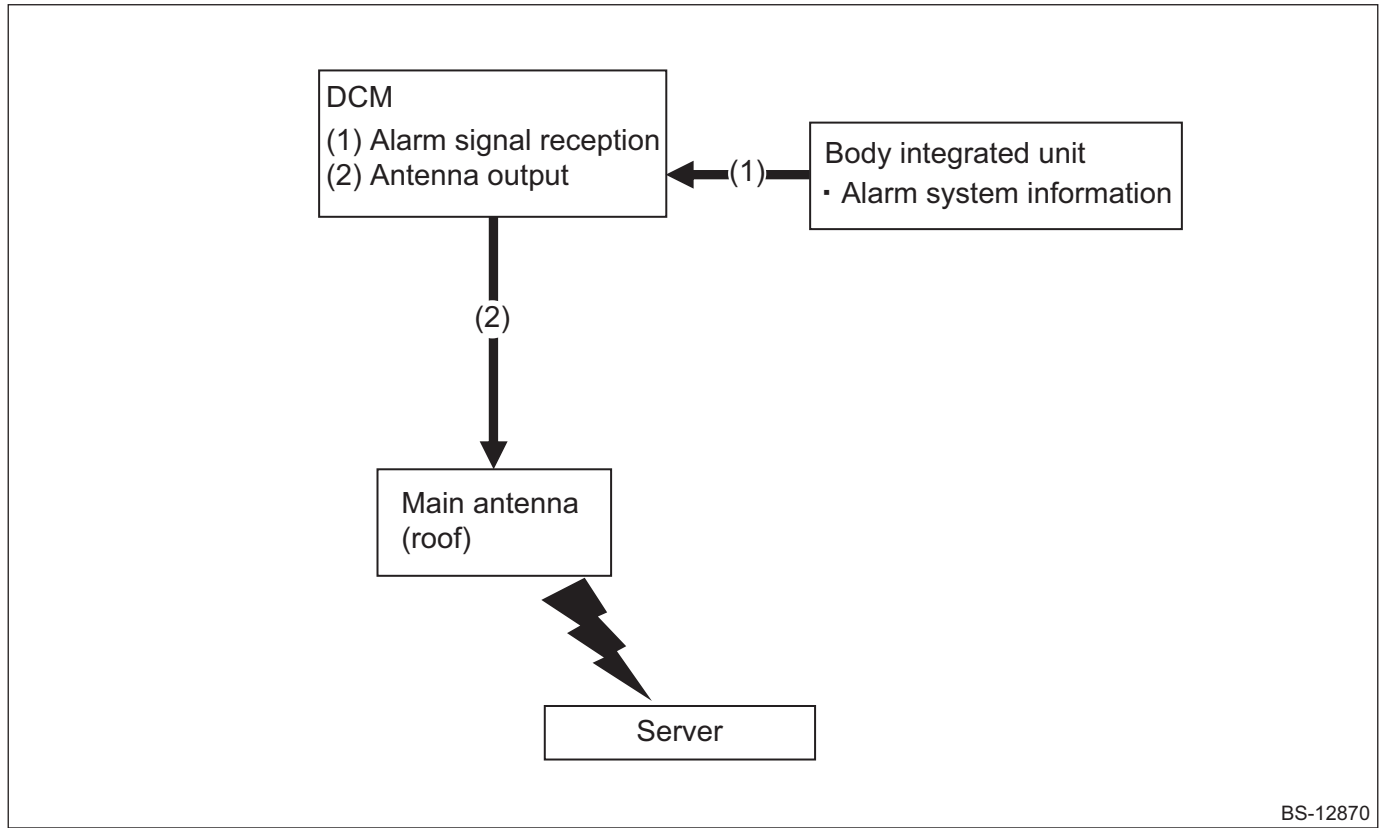 DCM
(1) Alarm signal reception
(2) Antenna output
(1)
Body integrated unit
· Alarm system information
(2)
Main antenna
(roof)
Server
BS-12870